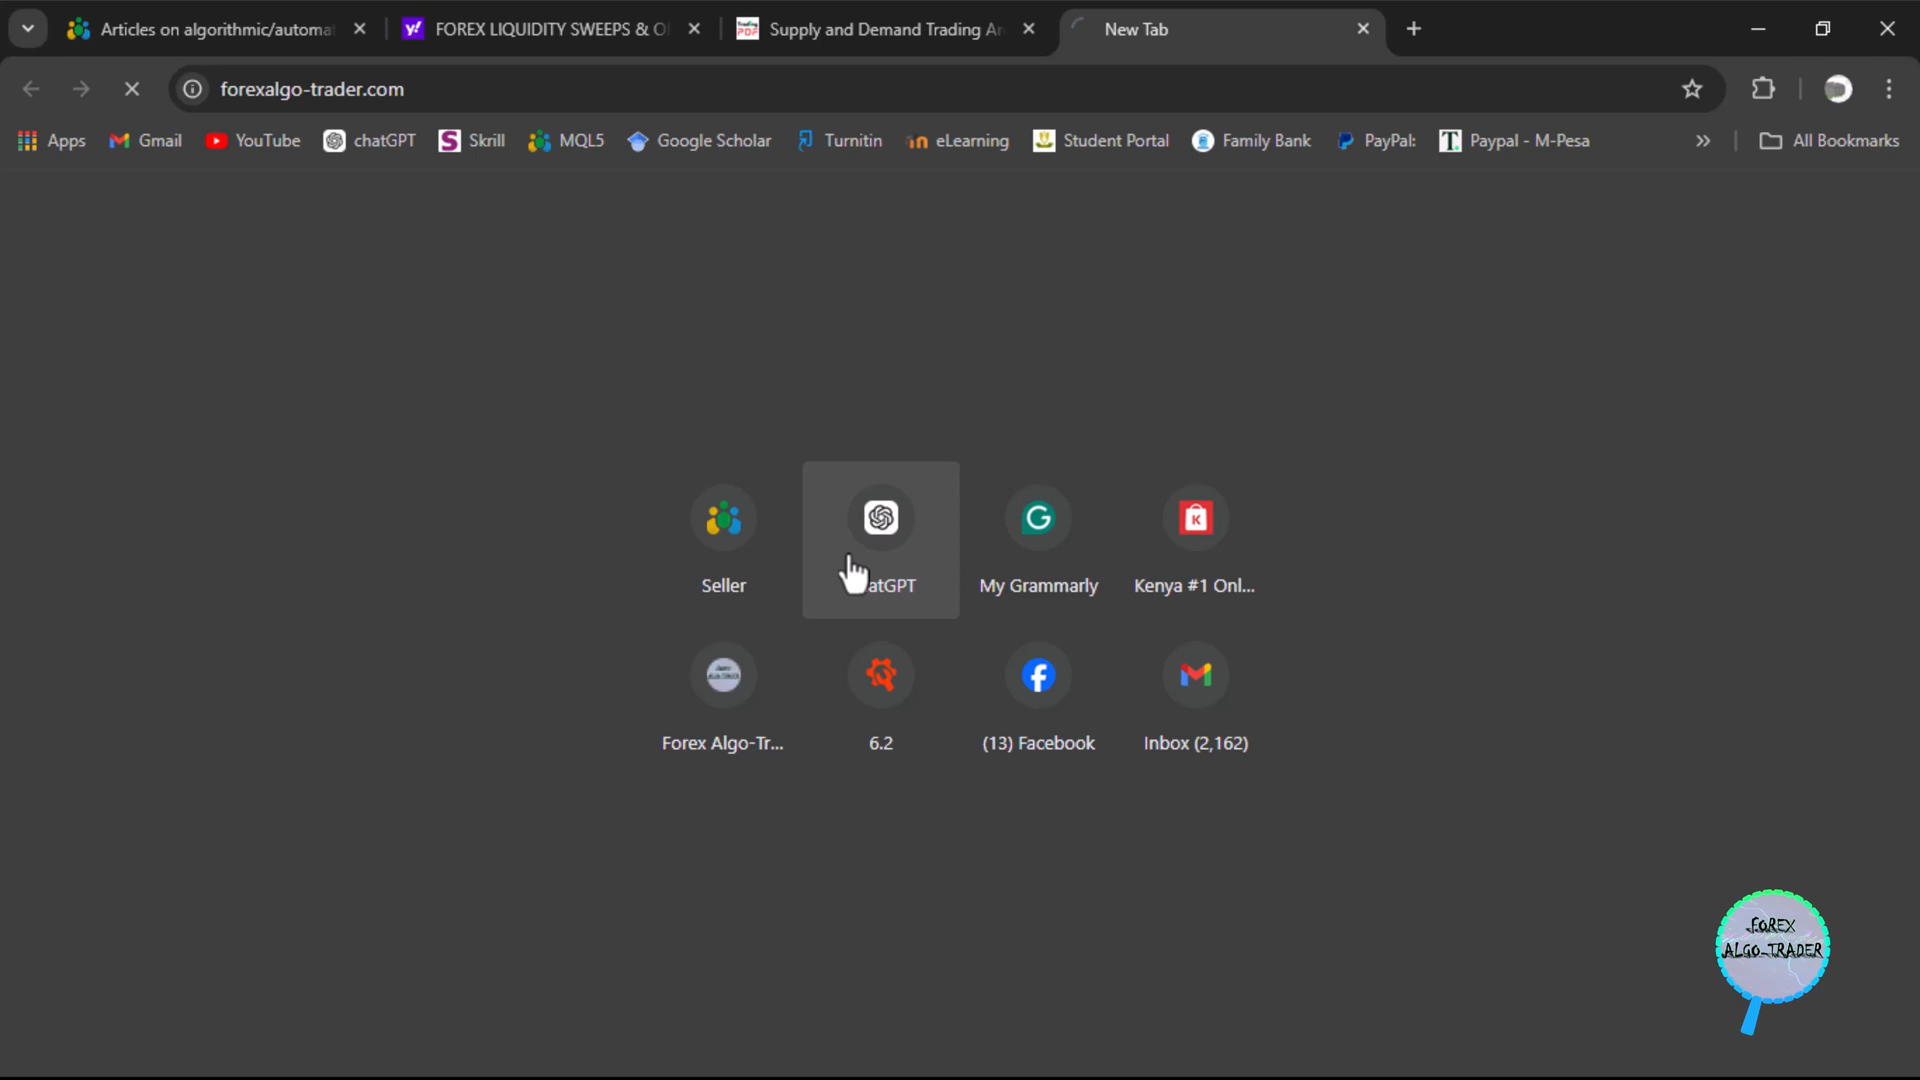 Articles on algorithmic/automa
FOREX LIQUIDITY SWEEPS & O
Supply and Demand Trading Ar
New Tab
forexalgo-trader.com
Apps
Gmail
YouTube
chatGPT
Skrill
MQL5
Google Scholar
Turnitin
eLearning
Student Portal
Family Bank
PayPal:
Paypal - M-Pesa
All Bookmarks
Seller
atGPT
My Grammarly
Kenya #1 Onl...
Forex Algo-Tr...
6.2
(13) Facebook
Inbox (2,162)
FOREX
ALGO-TRADER